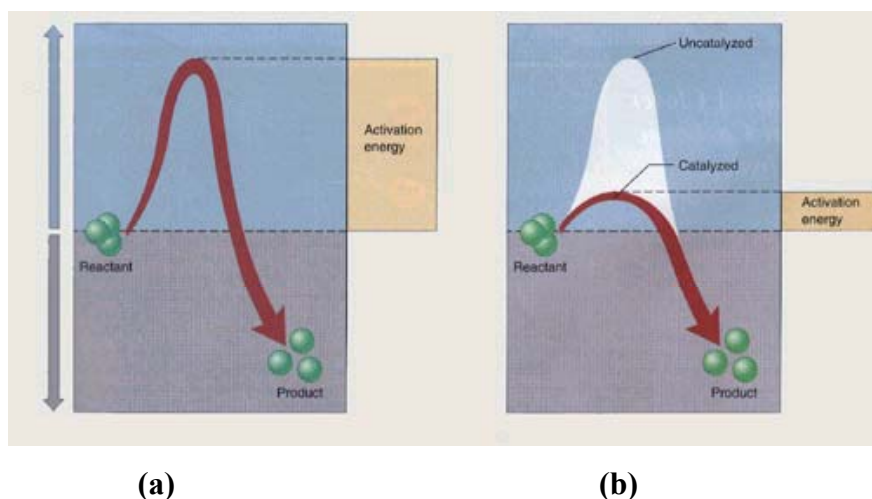 Activation
energy
Reactant
Product
Uncatalyzed
Catalyzed
Activation
energy
Reactant
Product
(a)
(b)